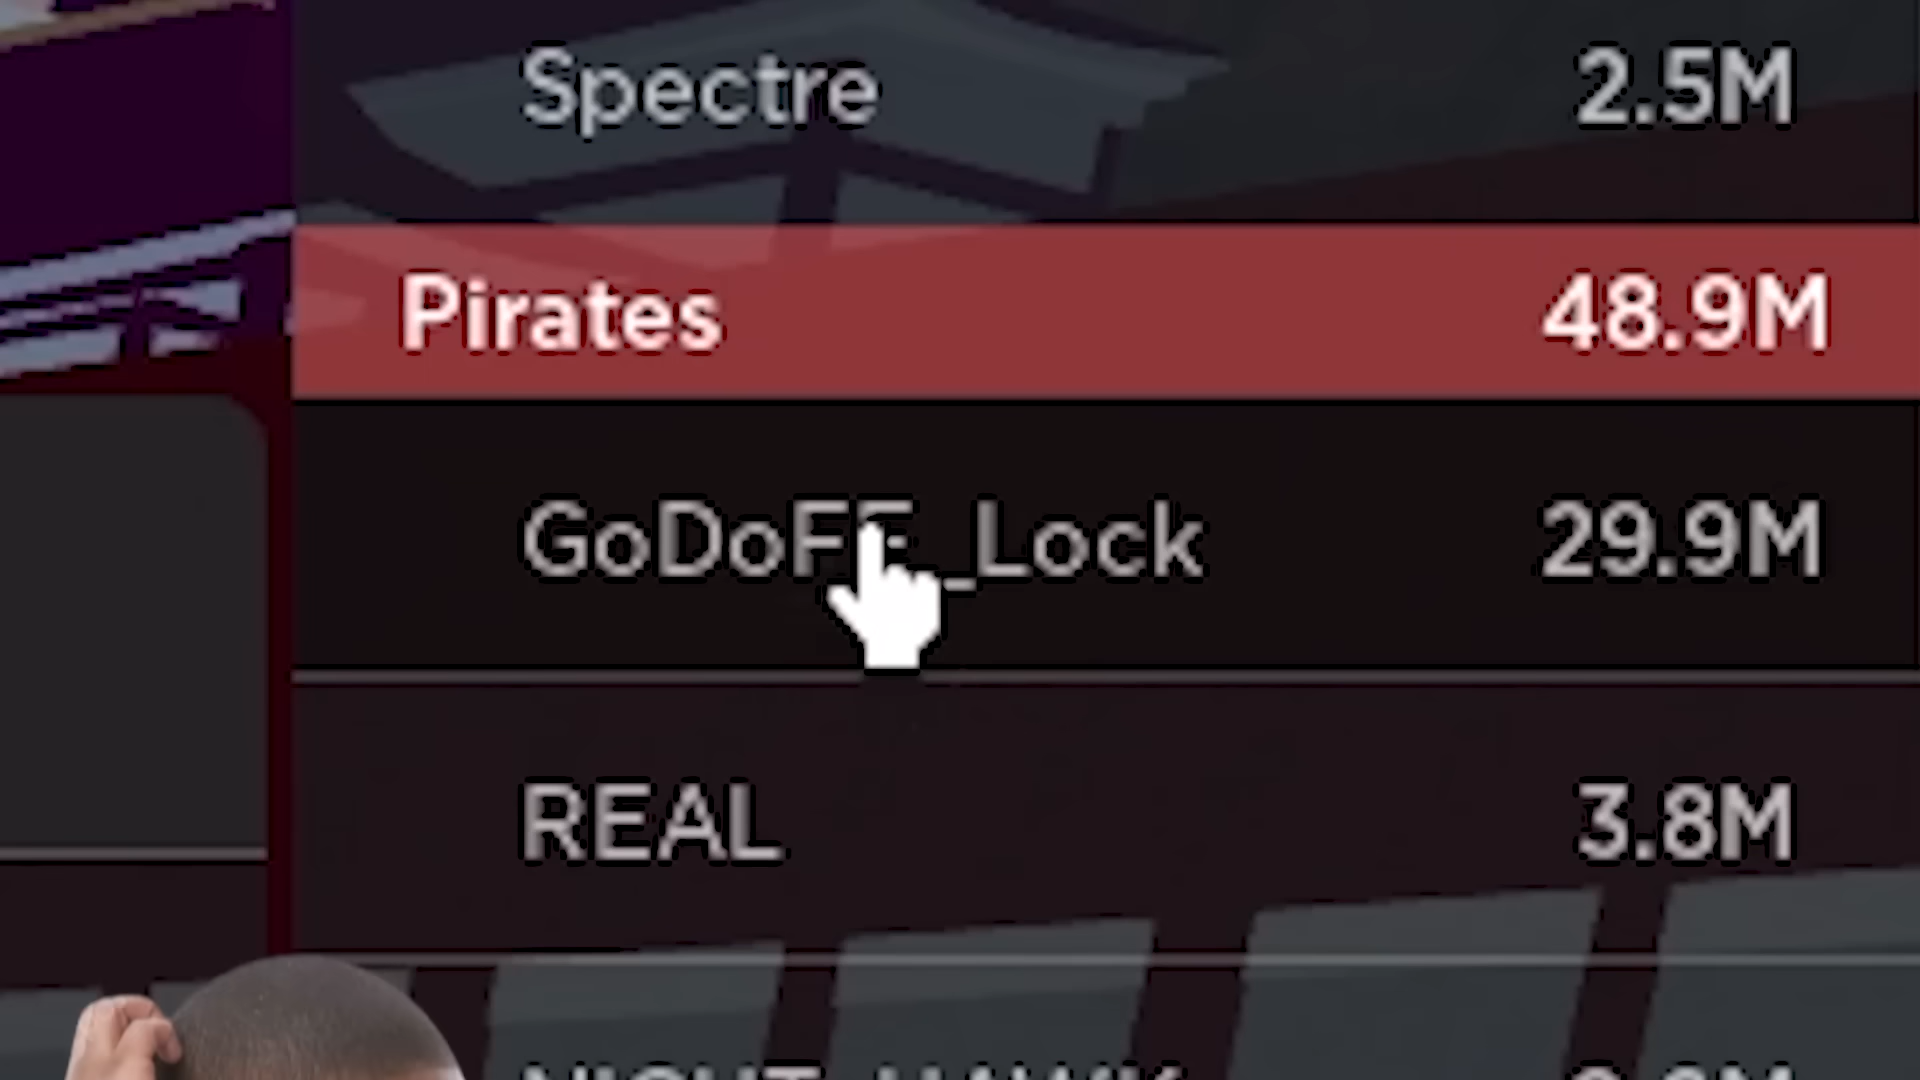 Spectre 2.5M
Pirates 48.9M
GoDoFF_Lock 29.9M
REAL 3.8M